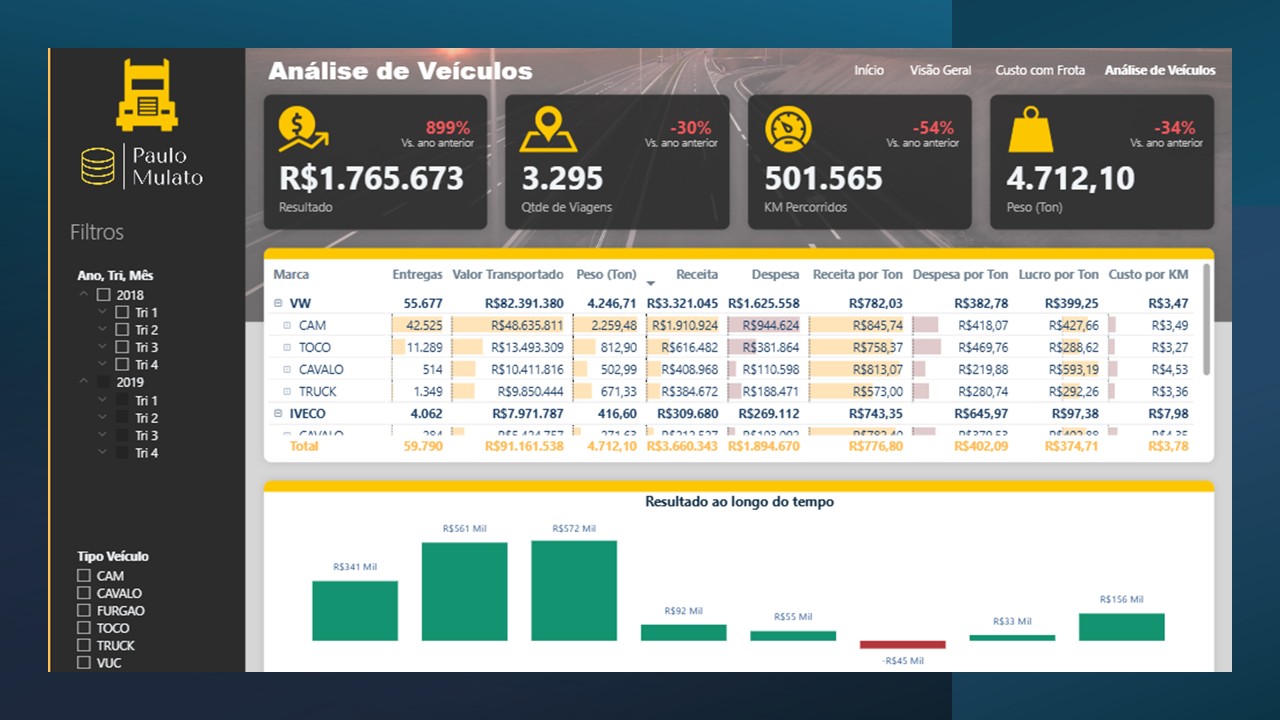 Análise de Veículos
Início Visão Geral Custo com Frota Análise de Veículos
Paulo
Mulato
899%
Vs. ano anterior
R$1.765.673
Resultado
-30%
Vs. ano anterior
3.295
Qtde de Viagens
-54%
Vs. ano anterior
501.565
KM Percorridos
-34%
Vs. ano anterior
4.712,10
Peso (Ton)
Filtros
Ano, Tri, Mês
2018
Tri 1
Tri 2
Tri 3
Tri 4
2019
Tri 1
Tri 2
Tri 3
Tri 4
Tipo Veículo
CAM
CAVALO
FURGAO
TOCO
TRUCK
VUC
Marca Entregas Valor Transportado Peso (Ton) Receita Despesa Receita por Ton Despesa por Ton Lucro por Ton Custo por KM
VW 55.677 R$82.391.380 4.246,71 R$3.321.045 R$1.625.558 R$782,03 R$382,78 R$399,25 R$3,47
CAM 42.525 R$48.635.811 2.259,48 R$1.910.924 R$944.624 R$845,74 R$418,07 R$427,66 R$3,49
TOCO 11.289 R$13.493.309 812,90 R$616.482 R$381.864 R$758,37 R$469,76 R$288,62 R$3,27
CAVALO 514 R$10.411.816 502,99 R$408.968 R$110.598 R$813,07 R$219,88 R$593,19 R$4,53
TRUCK 1.349 R$9.850.444 671,33 R$384.672 R$188.471 R$573,00 R$280,74 R$292,26 R$3,36
IVECO 4.062 R$7.971.787 416,60 R$309.680 R$269.112 R$743,35 R$645,97 R$97,38 R$7,98
CAVALO
Total 59.790 R$91.161.538 4.712,10 R$3.660.343 R$1.894.670 R$776,80 R$402,09 R$374,71 R$3,78
Resultado ao longo do tempo
R$341 Mil
R$561 Mil
R$572 Mil
R$92 Mil
R$55 Mil
-R$45 Mil
R$33 Mil
R$156 Mil